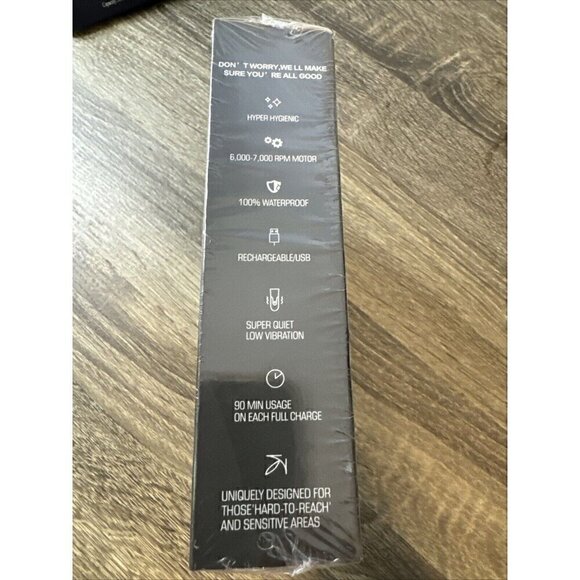 DON'T WORRY,WE'LL MAKE
SURE YOU'RE ALL GOOD
HYPER HYGIENIC
6,000-7,000 RPM MOTOR
100% WATERPROOF
RECHARGEABLE/USB
SUPER QUIET
LOW VIBRATION
90 MIN USAGE
ON EACH FULL CHARGE
UNIQUELY DESIGNED FOR
THOSE'HARD-TO-REACH'
AND SENSITIVE AREAS